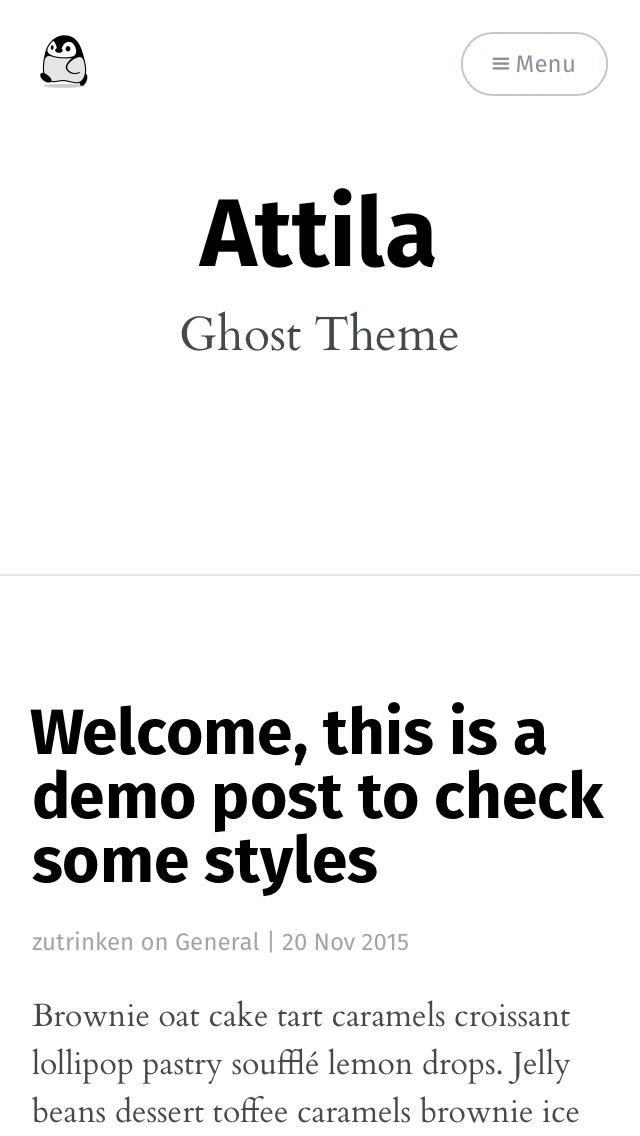 Menu
Attila
Ghost Theme
Welcome, this is a
demo post to check
some styles
zutrinken on General | 20 Nov 2015
Brownie oat cake tart caramels croissant
lollipop pastry soufflé lemon drops. Jelly
beans dessert toffee caramels brownie ice